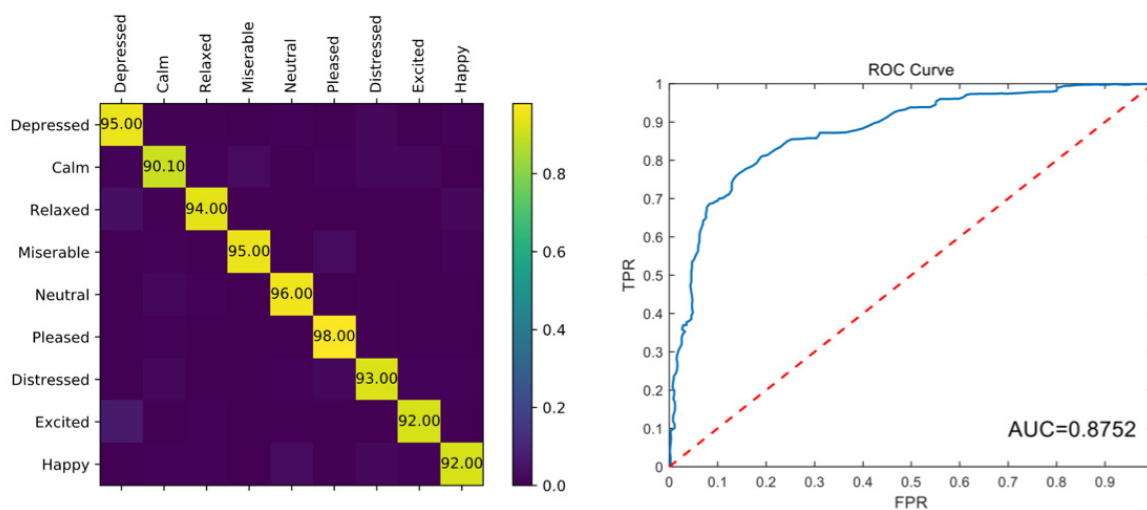 Depressed
Calm
Relaxed
Miserable
Neutral
Pleased
Distressed
Excited
Happy
Depressed 95.00
Calm 90.10
Relaxed 94.00
Miserable 95.00
Neutral 96.00
Pleased 98.00
Distressed 93.00
Excited 92.00
Happy 92.00
0.8
0.6
0.4
0.2
0.0
ROC Curve
1
0.9
0.8
0.7
0.6
0.5
0.4
0.3
0.2
0.1
0
TPR
AUC=0.8752
0 0.1 0.2 0.3 0.4 0.5 0.6 0.7 0.8 0.9
FPR